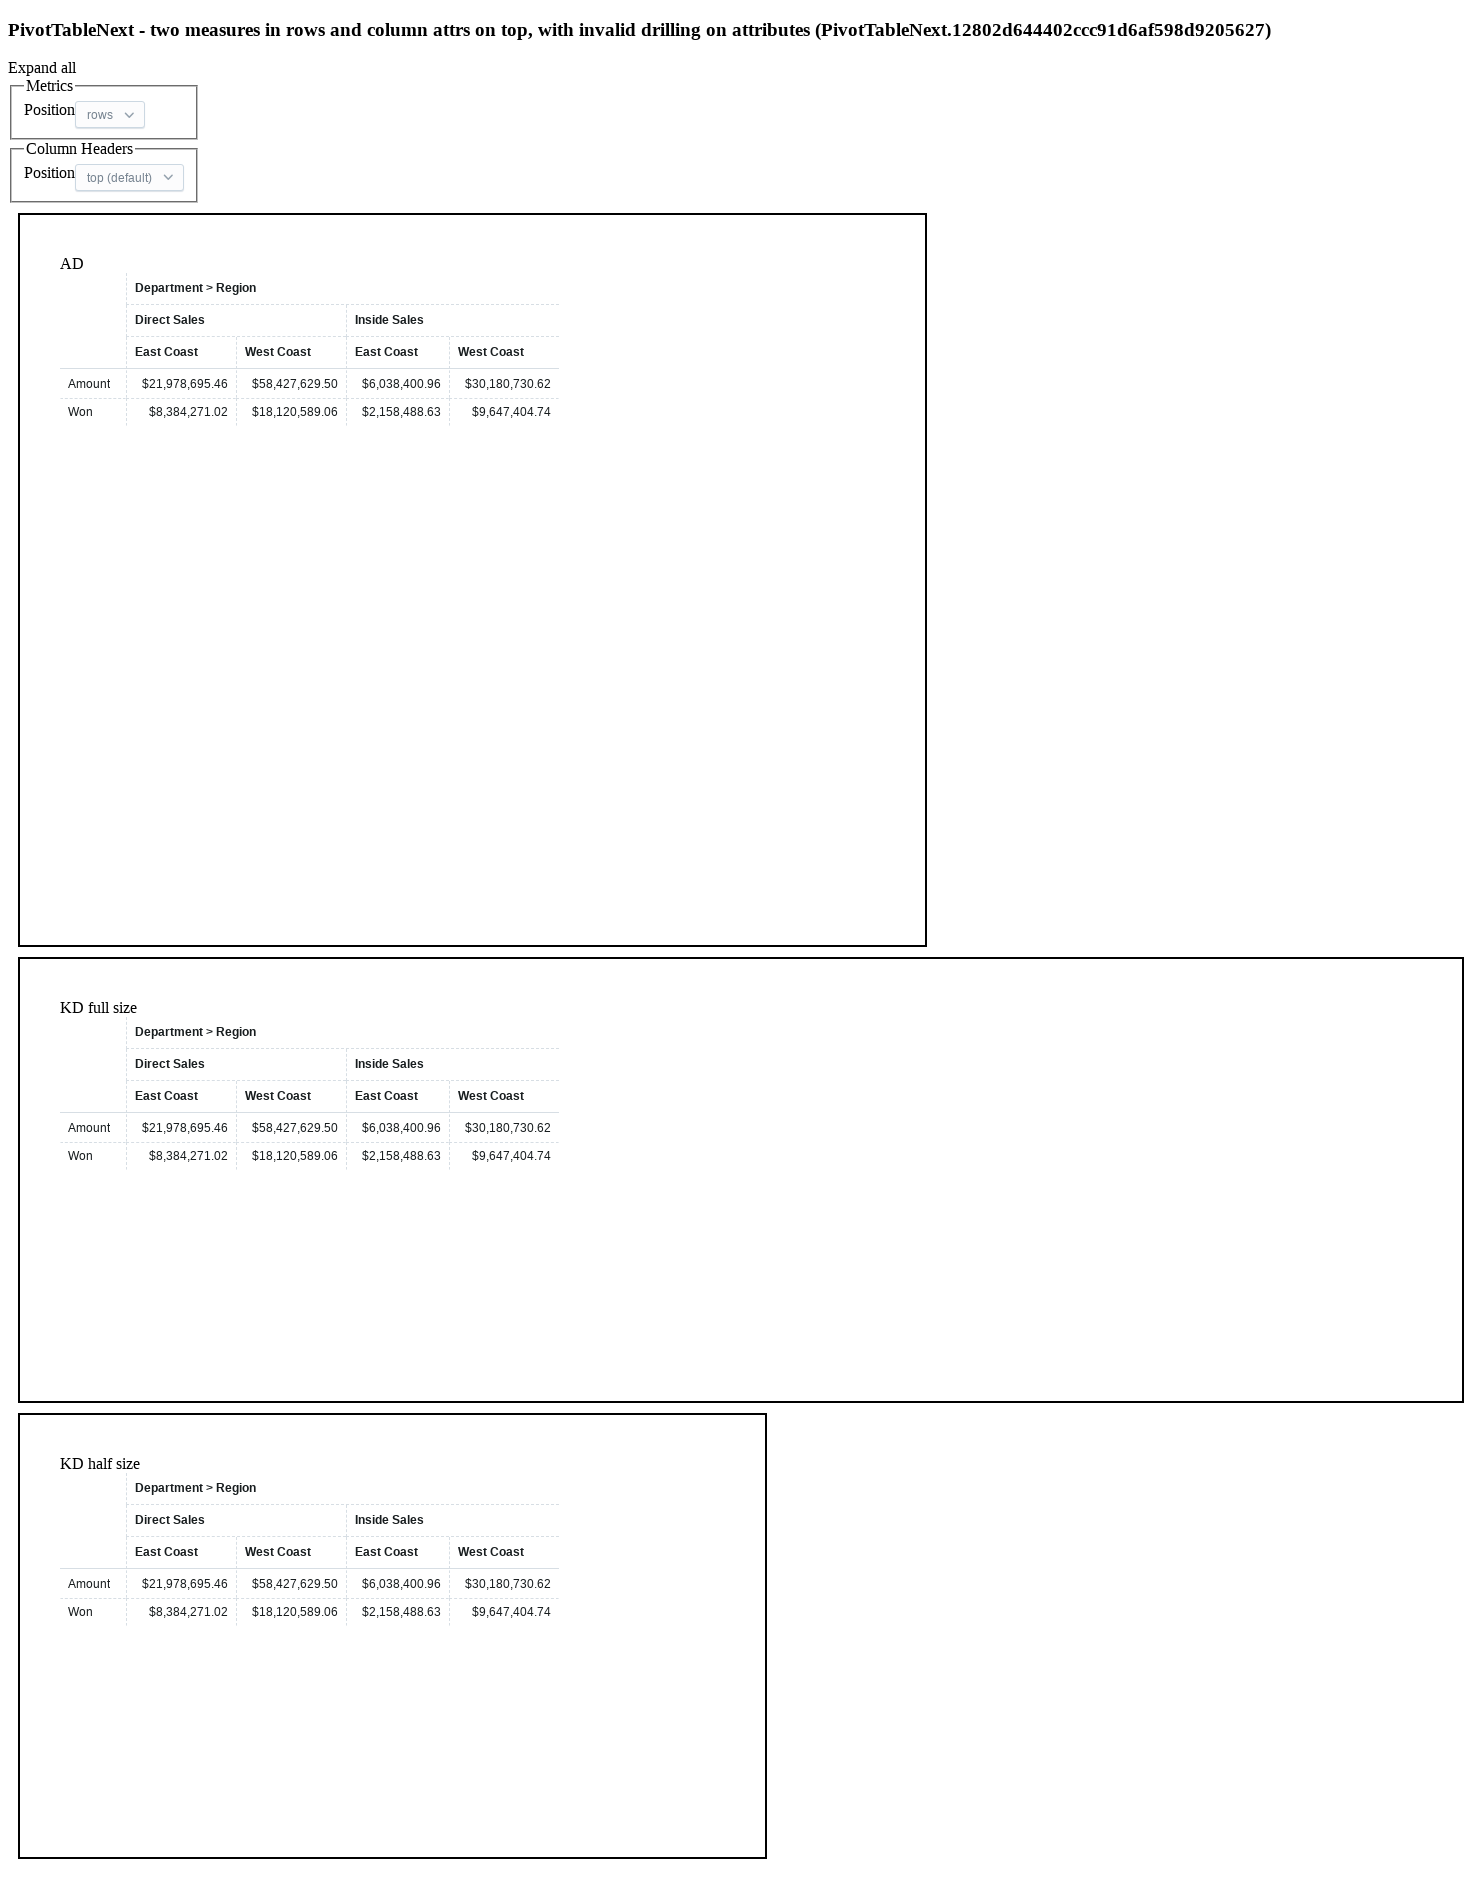 PivotTableNext - two measures in rows and column attrs on top, with invalid drilling on attributes (PivotTableNext.12802d644402ccc91d6af598d9205627)
Expand all
Metrics
Position rows
Column Headers
Position top (default)
AD
Department > Region
Direct Sales Inside Sales
East Coast West Coast East Coast West Coast
Amount $21,978,695.46 $58,427,629.50 $6,038,400.96 $30,180,730.62
Won $8,384,271.02 $18,120,589.06 $2,158,488.63 $9,647,404.74
KD full size
Department > Region
Direct Sales Inside Sales
East Coast West Coast East Coast West Coast
Amount $21,978,695.46 $58,427,629.50 $6,038,400.96 $30,180,730.62
Won $8,384,271.02 $18,120,589.06 $2,158,488.63 $9,647,404.74
KD half size
Department > Region
Direct Sales Inside Sales
East Coast West Coast East Coast West Coast
Amount $21,978,695.46 $58,427,629.50 $6,038,400.96 $30,180,730.62
Won $8,384,271.02 $18,120,589.06 $2,158,488.63 $9,647,404.74